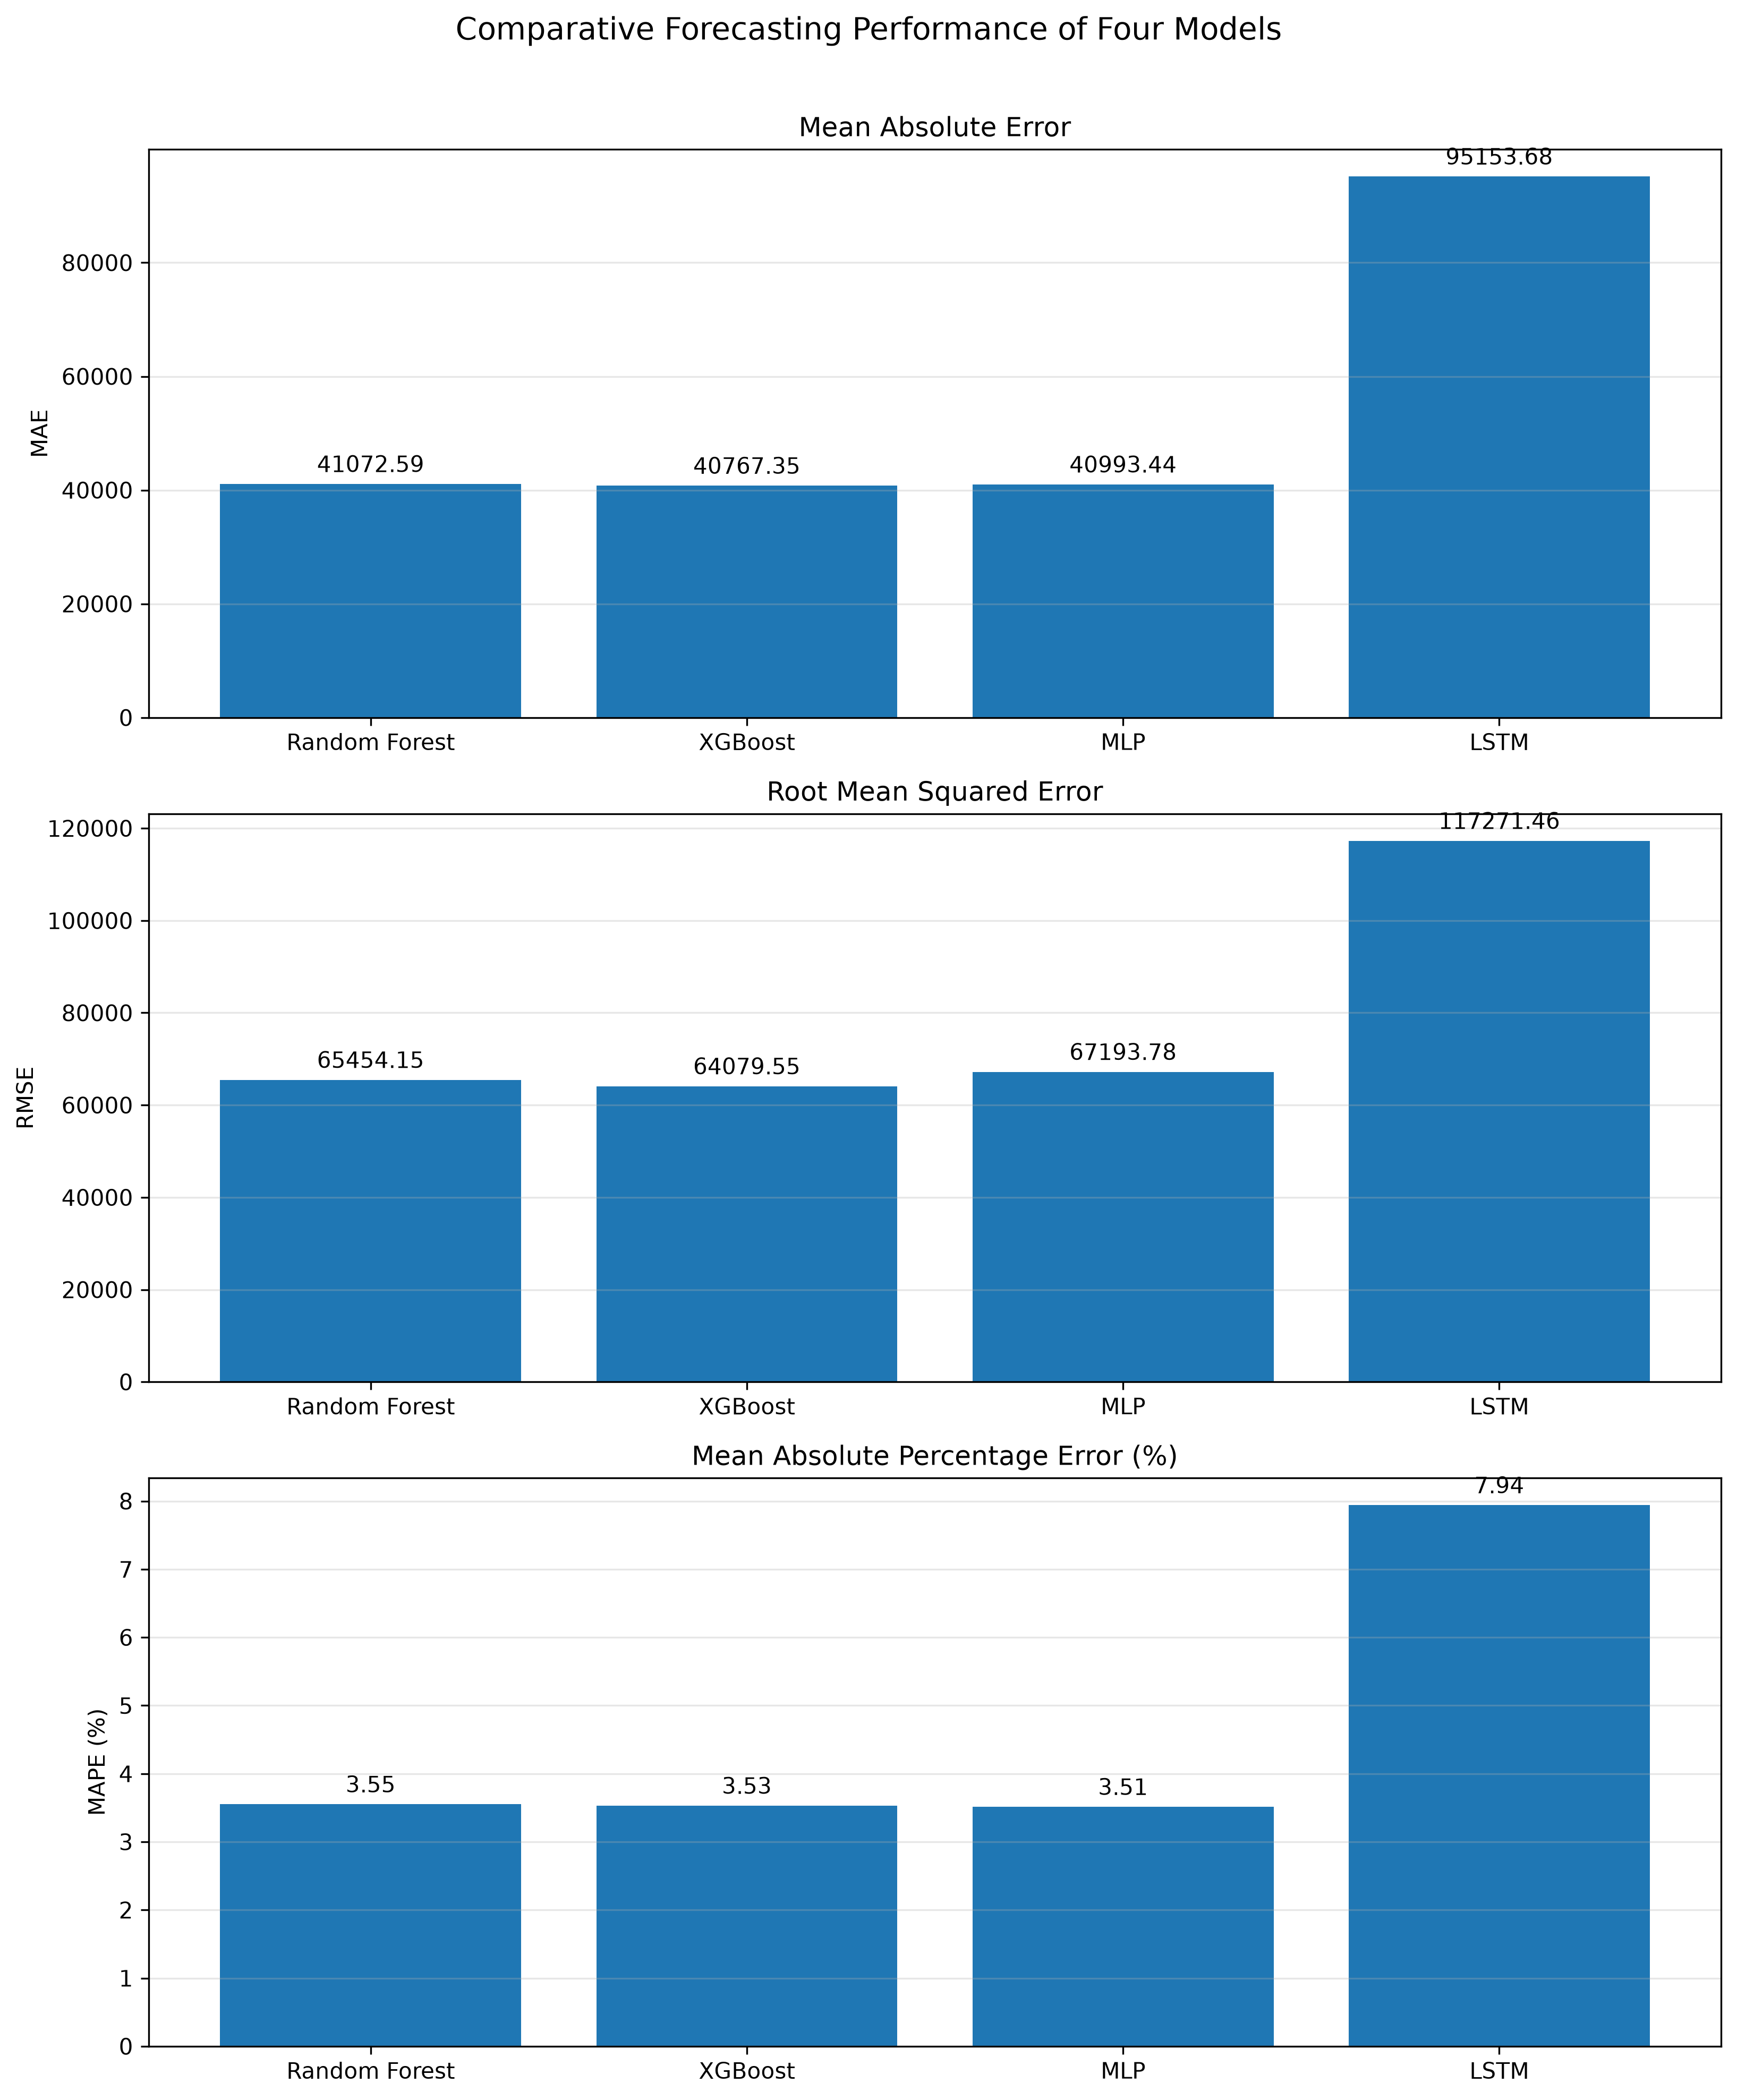 Comparative Forecasting Performance of Four Models
Mean Absolute Error
95153.68
80000
60000
MAE
41072.59
40767.35
40993.44
40000
20000
0
Random Forest
XGBoost
MLP
LSTM
Root Mean Squared Error
117271.46
120000
100000
80000
RMSE
65454.15
64079.55
67193.78
60000
40000
20000
0
Random Forest
XGBoost
MLP
LSTM
Mean Absolute Percentage Error (%)
7.94
8
7
6
5
MAPE (%)
4
3.55
3.53
3.51
3
2
1
0
Random Forest
XGBoost
MLP
LSTM